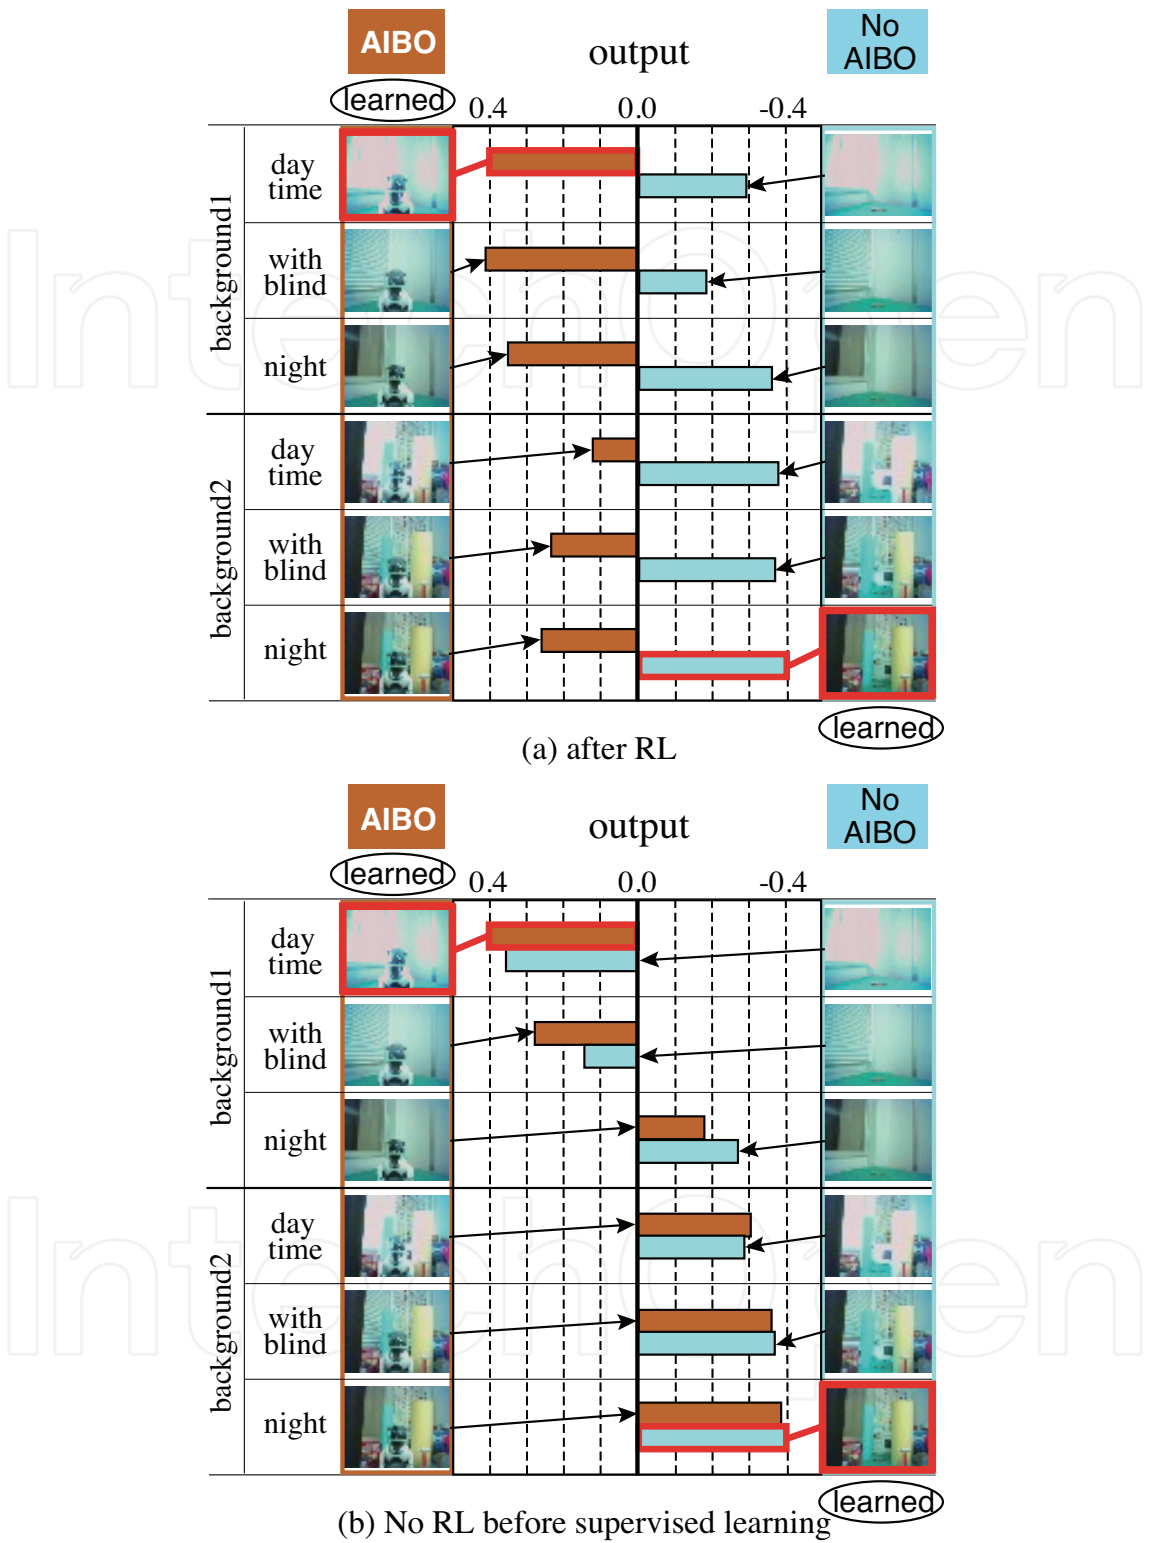 AIBO
output
No
AIBO
learned
0.4
0.0
-0.4
background1
day
time
with
blind
night
background2
day
time
with
blind
night
learned
(a) after RL
AIBO
output
No
AIBO
learned
0.4
0.0
-0.4
background1
day
time
with
blind
night
background2
day
time
with
blind
night
learned
(b) No RL before supervised learning
IntechOpen
IntechOpen